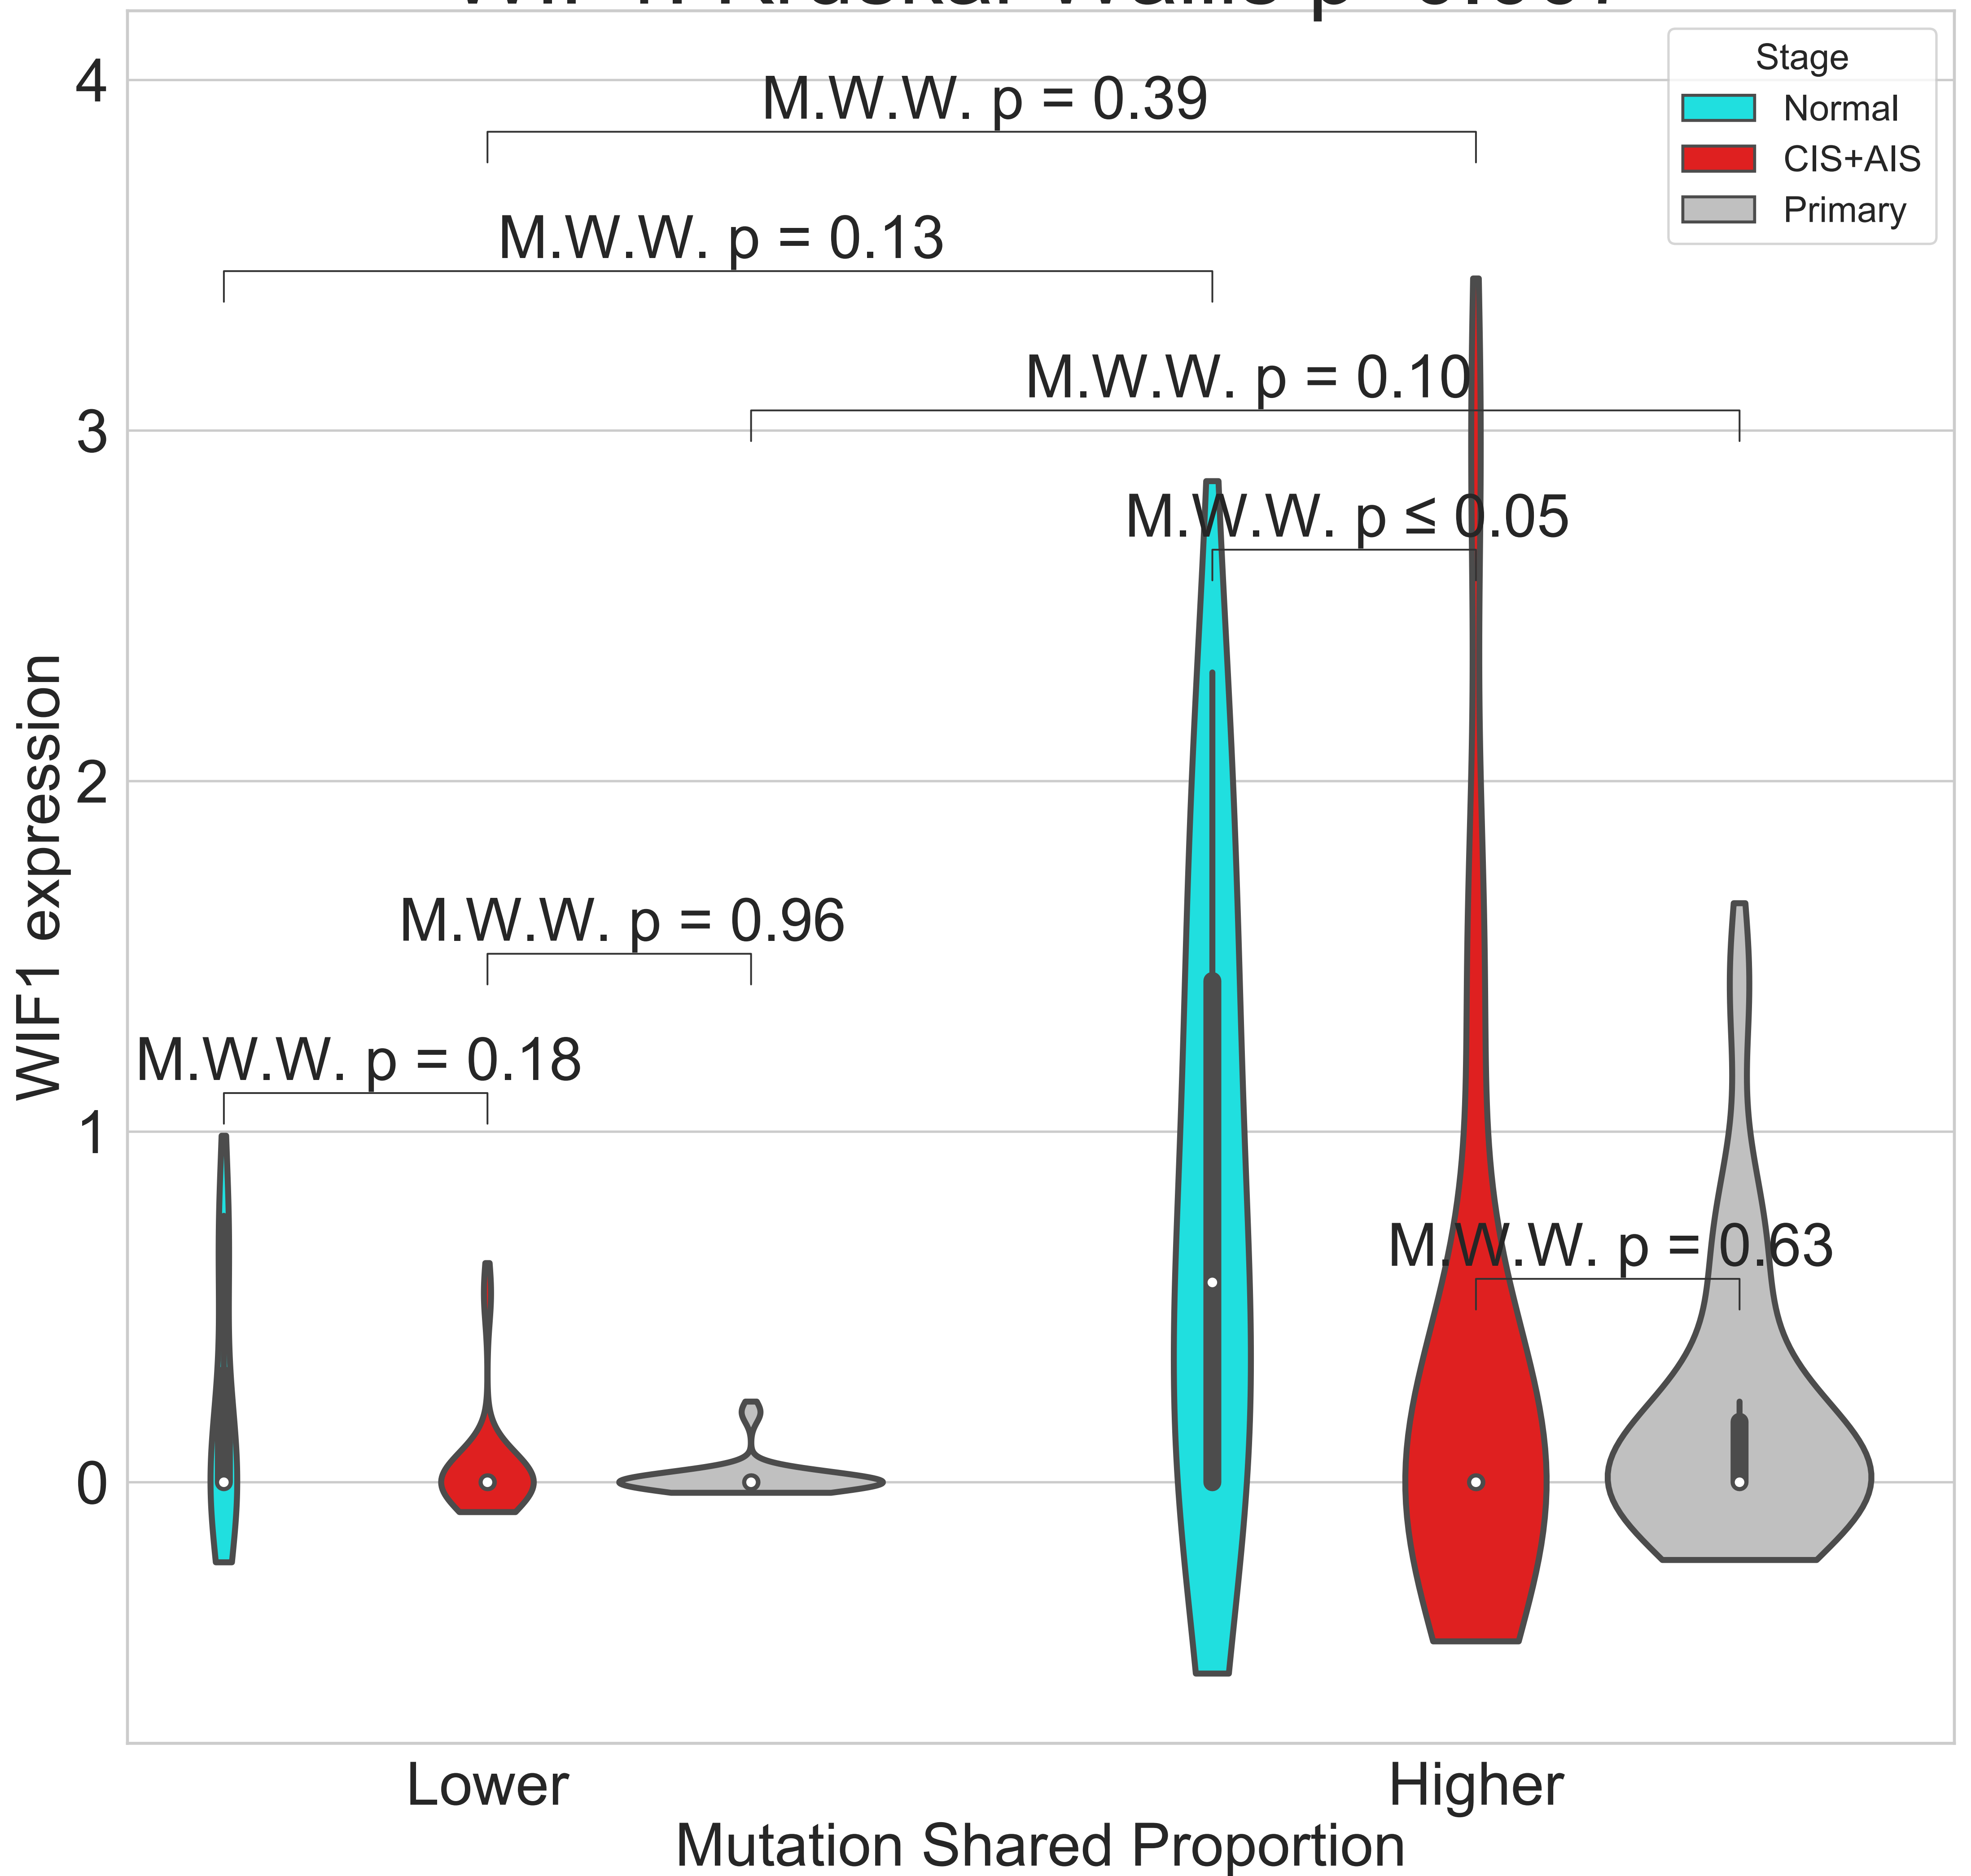 Stage
Normal
CIS+AIS
Primary
M.W.W. p = 0.39
M.W.W. p = 0.13
M.W.W. p = 0.10
M.W.W. p ≤ 0.05
M.W.W. p = 0.96
M.W.W. p = 0.18
M.W.W. p = 0.63
4
3
2
1
0
WIF1 expression
Lower
Higher
Mutation Shared Proportion